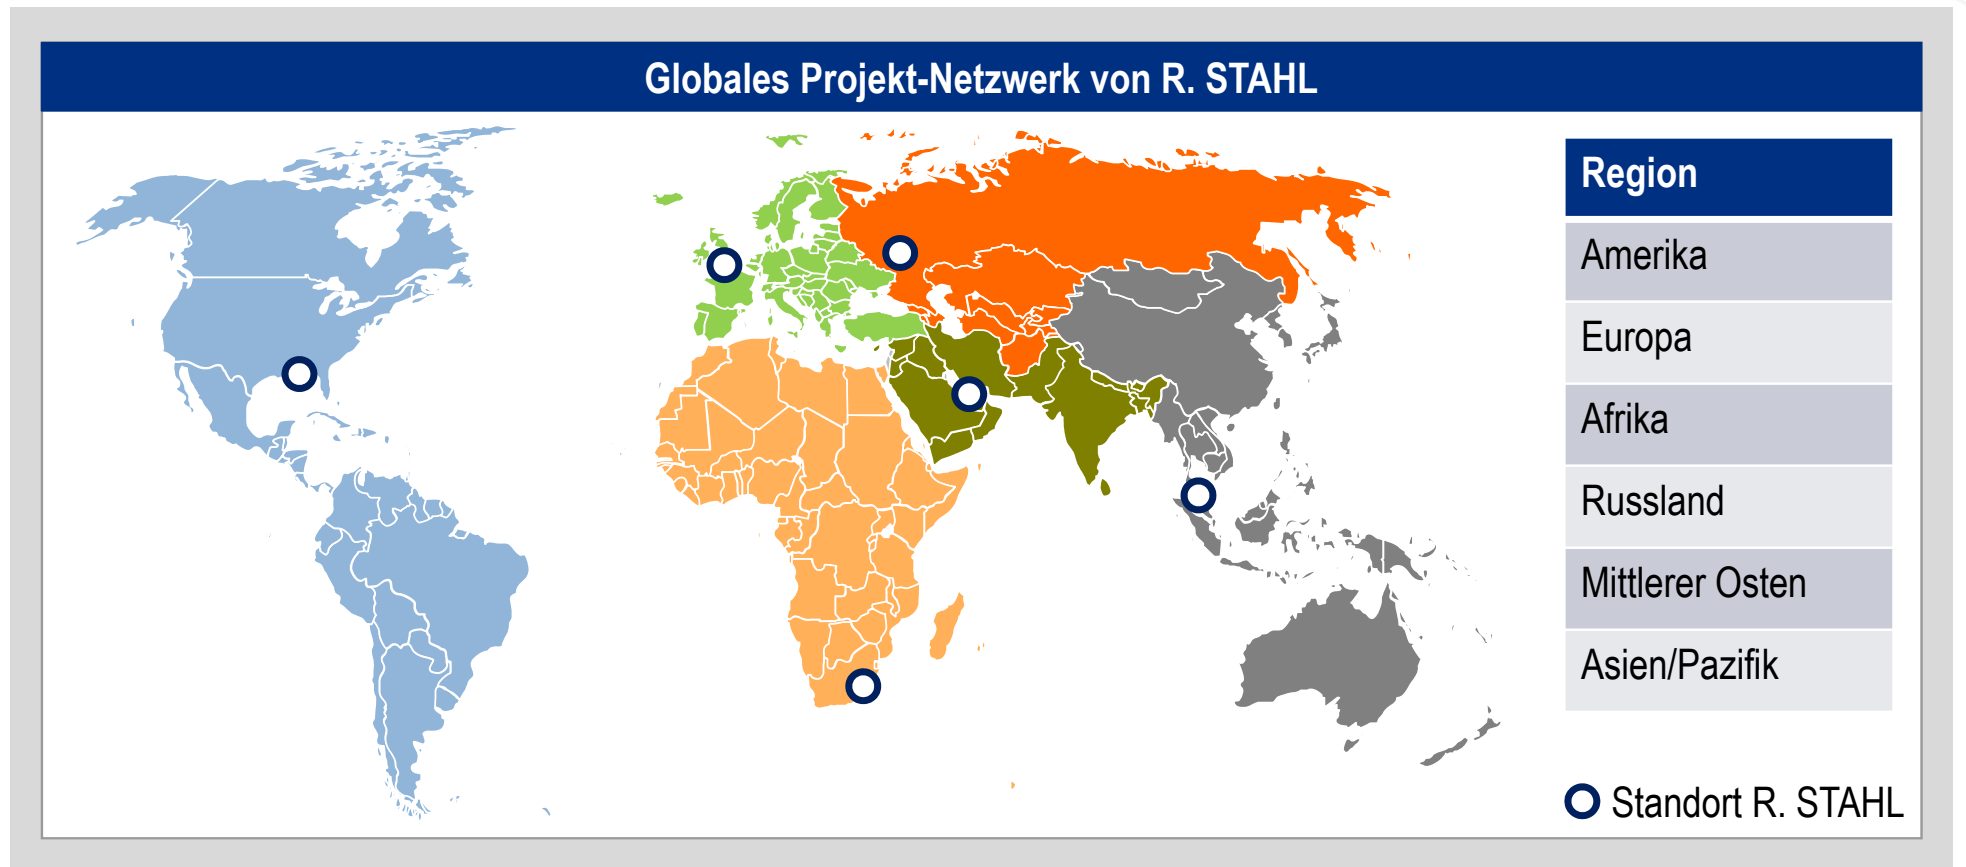 Globales Projekt-Netzwerk von R. STAHL
Region
Amerika
Europa
Afrika
Russland
Mittlerer Osten
Asien/Pazifik
Standort R. STAHL